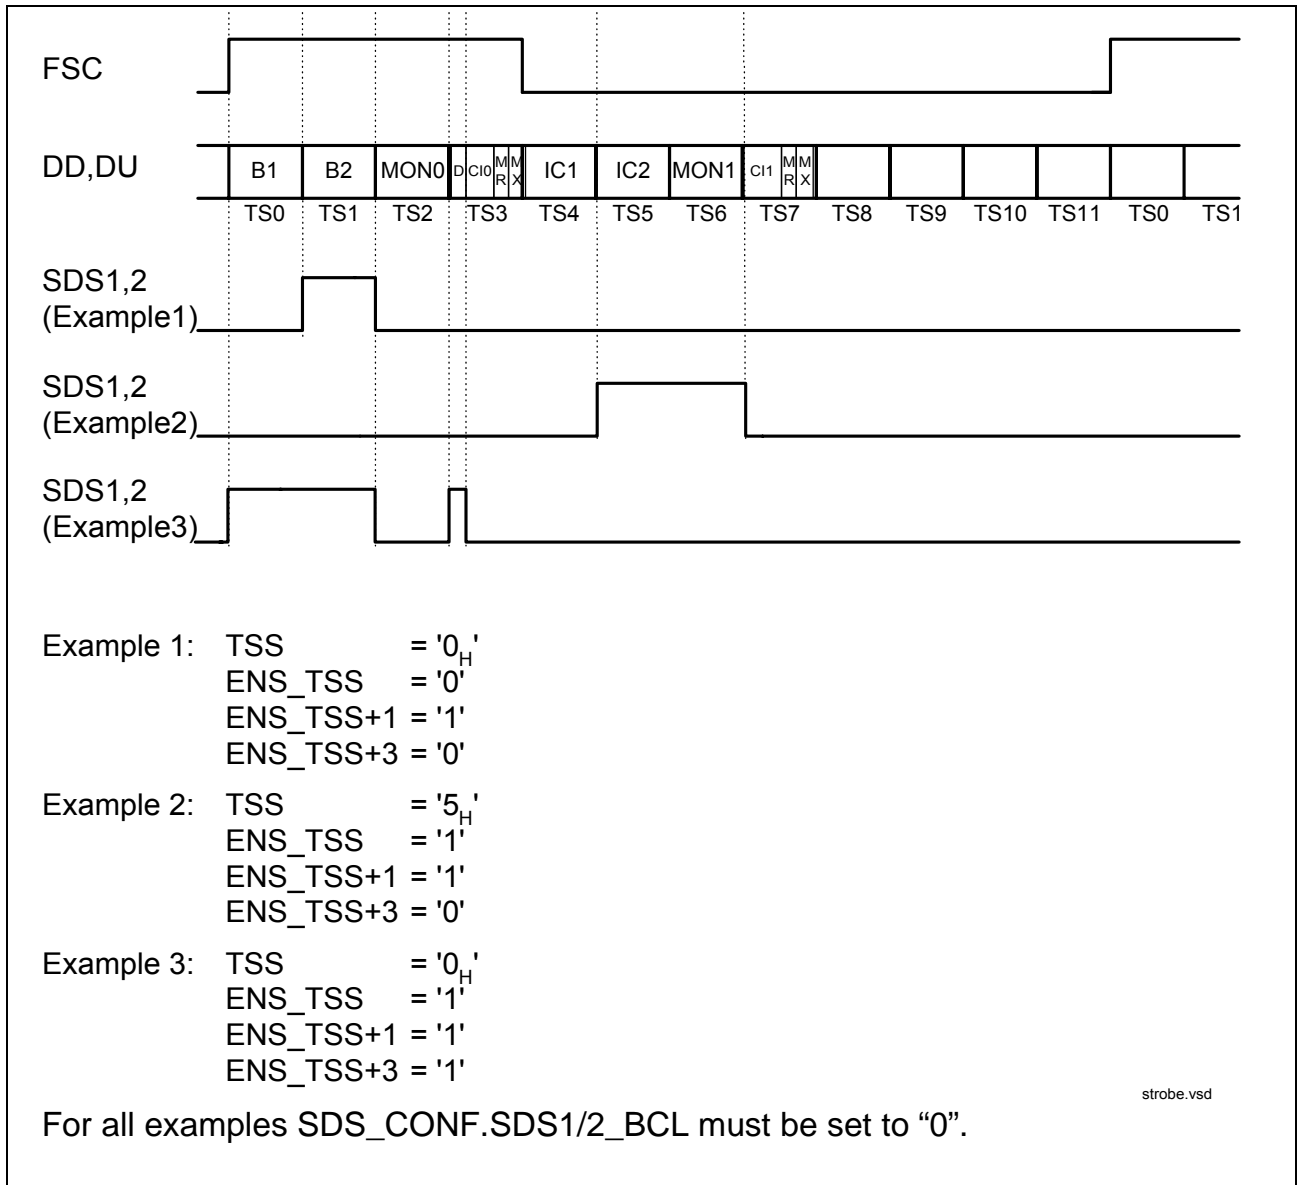 FSC
DD,DU
B1 B2 MON0 D CI0 MR MX IC1 IC2 MON1 CI1 MR MX
TS0 TS1 TS2 TS3 TS4 TS5 TS6 TS7 TS8 TS9 TS10 TS11 TS0 TS1
SDS1,2
(Example1)
SDS1,2
(Example2)
SDS1,2
(Example3)
Example 1: TSS = '0H'
ENS_TSS = '0'
ENS_TSS+1 = '1'
ENS_TSS+3 = '0'
Example 2: TSS = '5H'
ENS_TSS = '1'
ENS_TSS+1 = '1'
ENS_TSS+3 = '0'
Example 3: TSS = '0H'
ENS_TSS = '1'
ENS_TSS+1 = '1'
ENS_TSS+3 = '1'
strobe.vsd
For all examples SDS_CONF.SDS1/2_BCL must be set to “0”.